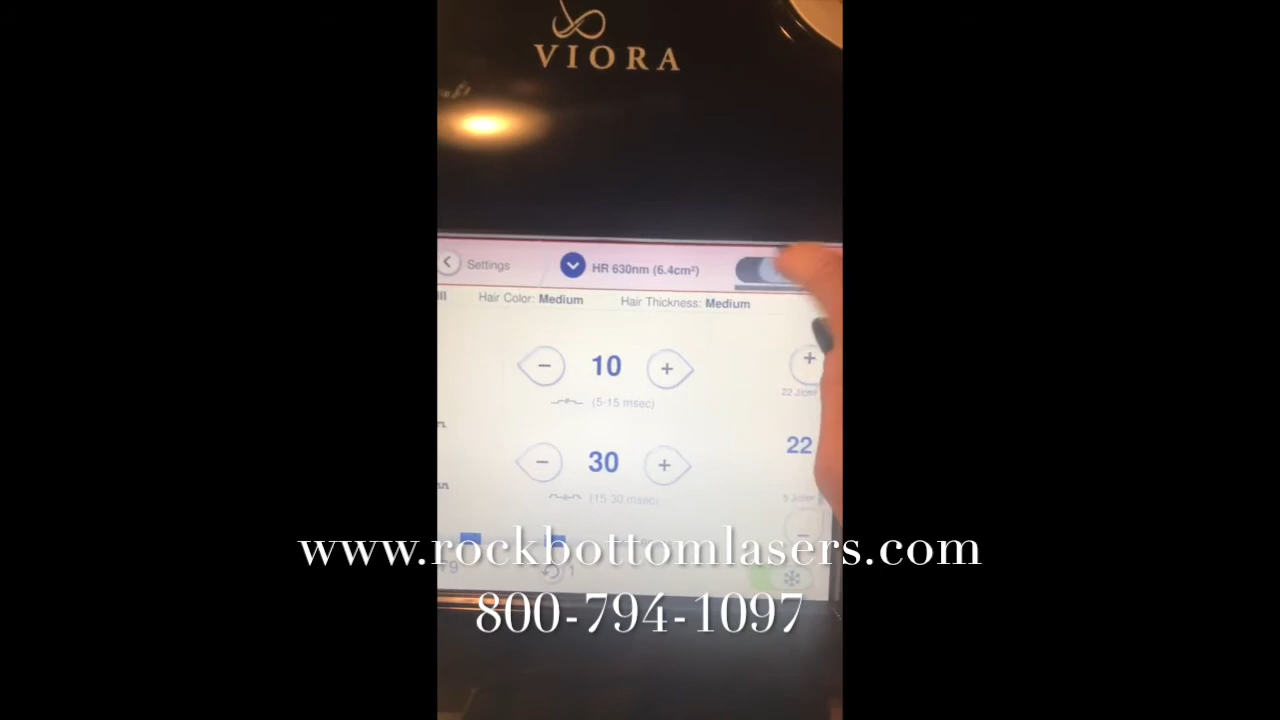 VIORA
Settings
HR 630nm (6.4cm²)
Hair Color: Medium
Hair Thickness: Medium
− 10 +
(5-15 msec)
22
− 30 +
(15-30 msec)
www.rockbottomlasers.com
800-794-1097